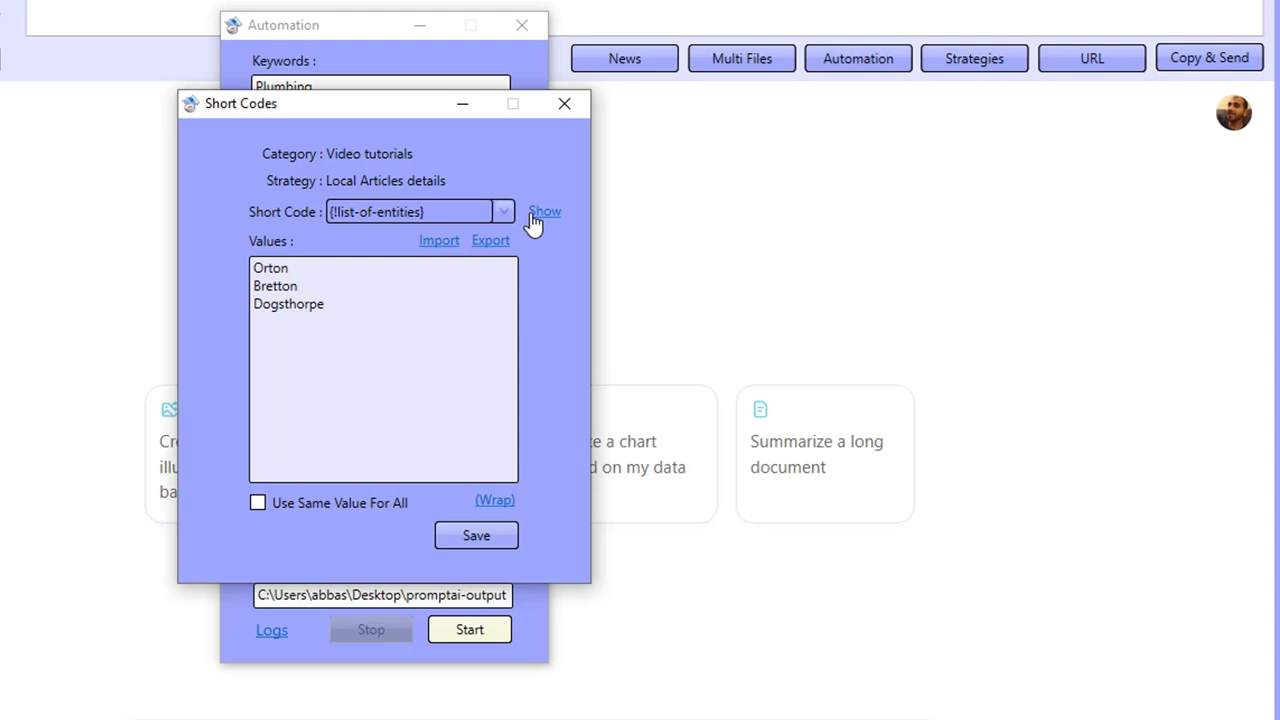 Automation
Keywords :
Plumbing
News
Multi Files
Automation
Strategies
URL
Copy & Send
Short Codes
Category : Video tutorials
Strategy : Local Articles details
Short Code : {!list-of-entities}
Show
Values :
Import
Export
Orton
Bretton
Dogsthorpe
Use Same Value For All
(Wrap)
Save
C:\Users\abbas\Desktop\promptai-output
Logs
Stop
Start
a chart
on my data
Summarize a long
document